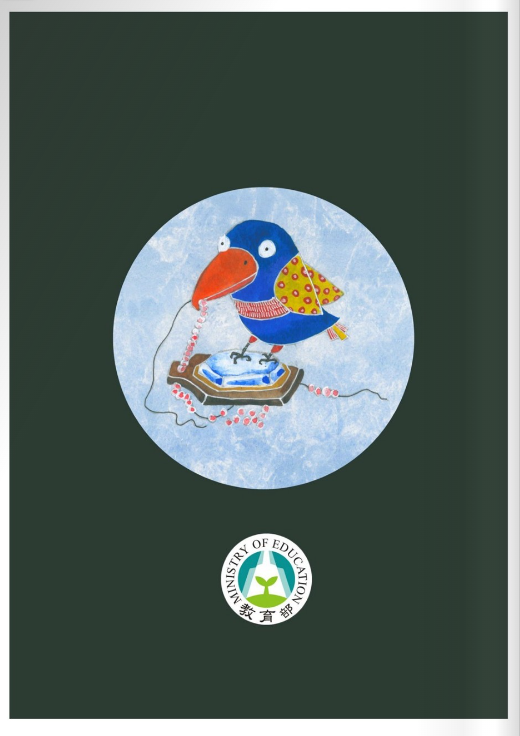 MINISTRY OF EDUCATION
教育部